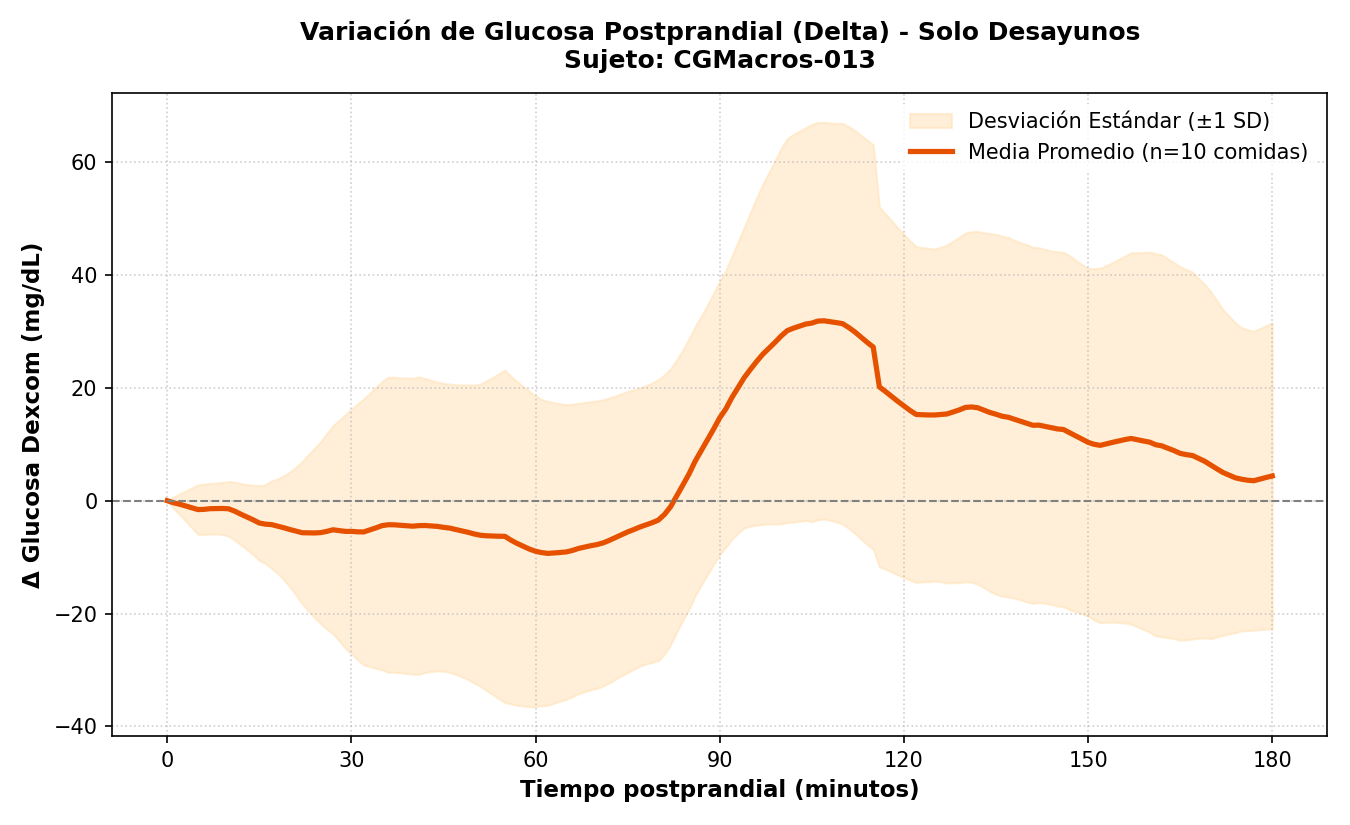 Variación de Glucosa Postprandial (Delta) - Solo Desayunos
Sujeto: CGMacros-013
Desviación Estándar (±1 SD)
Media Promedio (n=10 comidas)
Δ Glucosa Dexcom (mg/dL)
60
40
20
0
−20
−40
0 30 60 90 120 150 180
Tiempo postprandial (minutos)